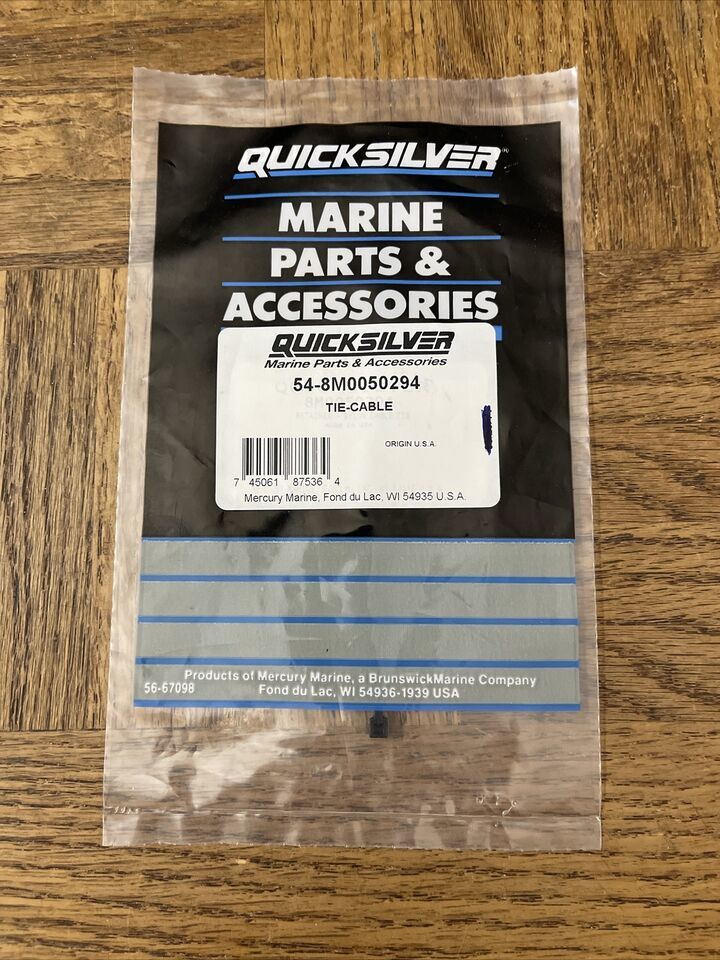 QUICKSILVER®
MARINE
PARTS &
ACCESSORIES
QUICKSILVER
Marine Parts & Accessories
54-8M0050294
TIE-CABLE
ORIGIN U.S.A.
7 45061 87536 4
Mercury Marine, Fond du Lac, WI 54935 U.S.A.
Products of Mercury Marine, a BrunswickMarine Company
56-67098 Fond du Lac, WI 54936-1939 USA